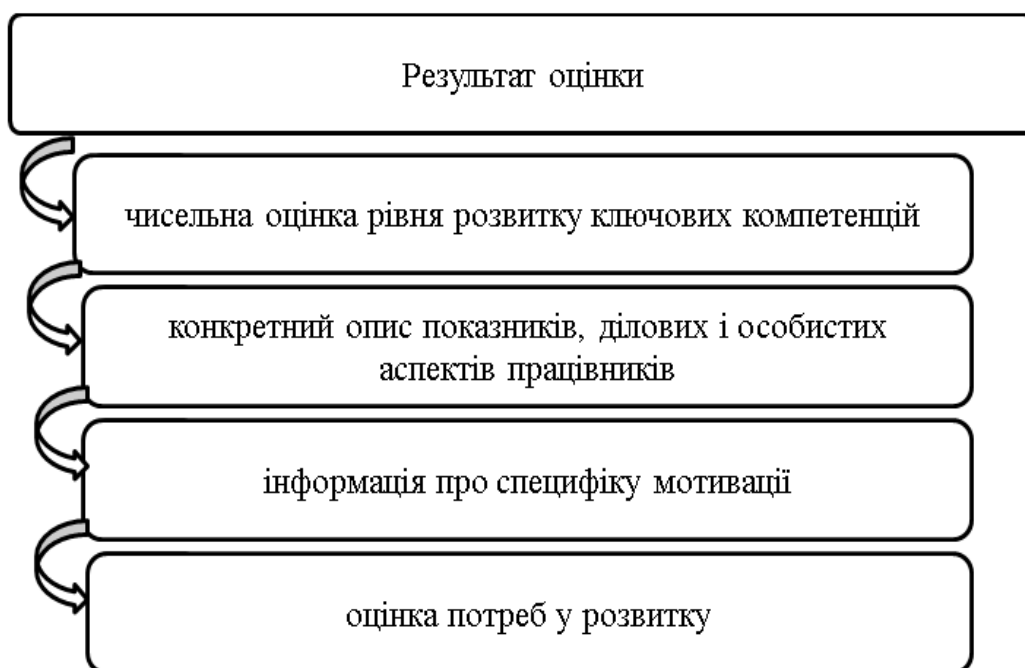 Результат оцінки
чисельна оцінка рівня розвитку ключових компетенцій
конкретний опис показників, ділових і особистих
аспектів працівників
інформація про специфіку мотивації
оцінка потреб у розвитку